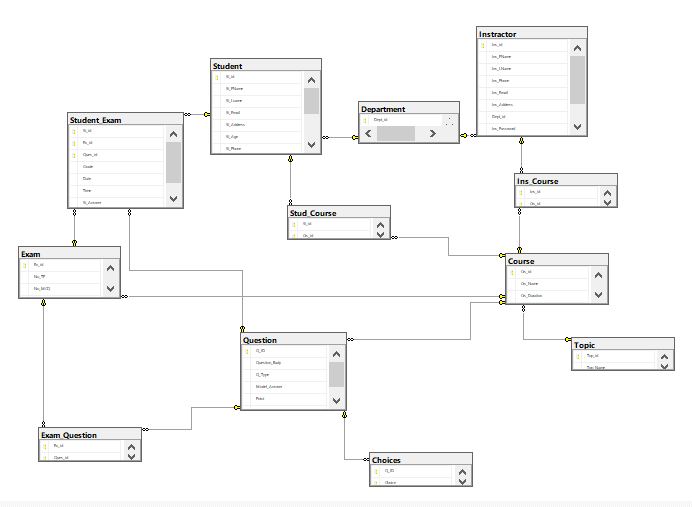 Instructor
Ins_id
Ins_FName
Ins_LName
Ins_Phone
Ins_Email
Ins_Address
Dept_id
Student
St_id
St_FName
St_Lname
St_Email
St_Address
St_Age
St_Phone
Department
Dept_id
Student_Exam
St_id
Ex_id
Ques_id
Grade
Date
Time
St_Answer
Ins_Course
Ins_id
Crs_id
Stud_Course
St_id
Crs_id
Exam
Ex_id
No_TF
No_MCQ
Course
Crs_id
Crs_Name
Crs_Duration
Question
Q_ID
Question_Body
Q_Type
Model_Answer
Topic
Top_id
Top_Name
Exam_Question
Ex_id
Ques_id
Choices
Q_ID
Choice